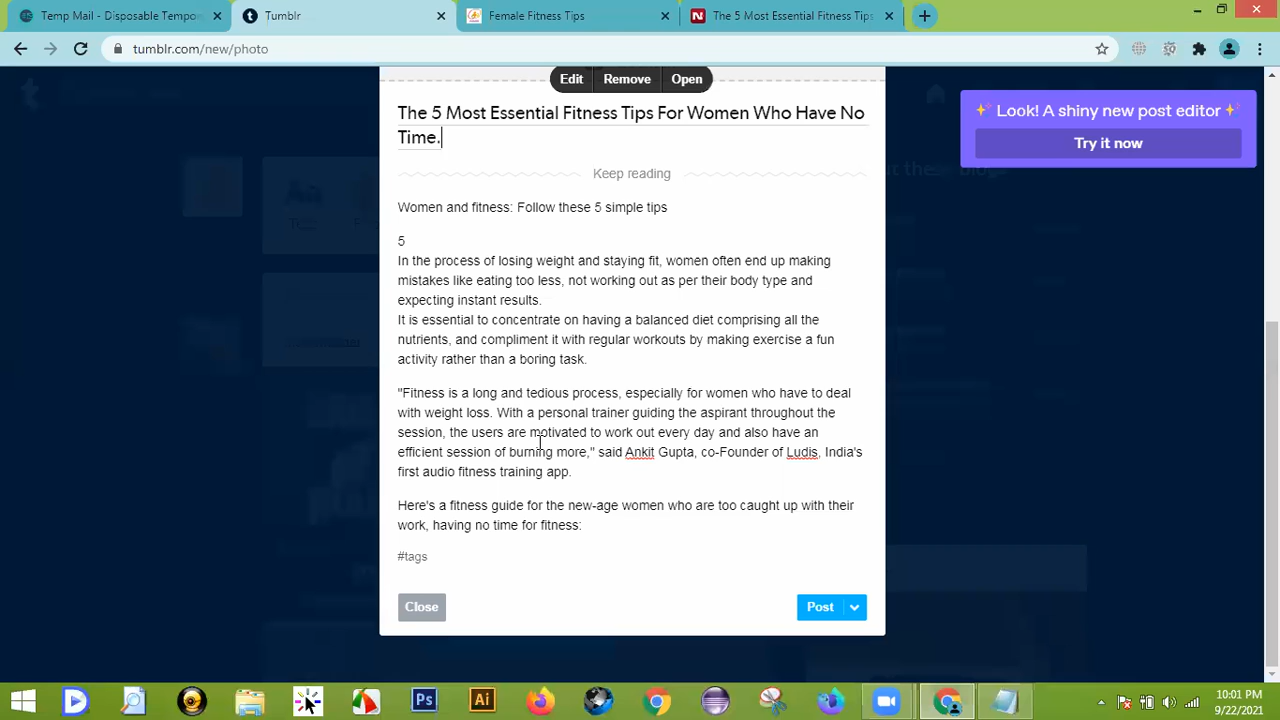 Temp Mail - Disposable Tempo
Tumblr
Female Fitness Tips
The 5 Most Essential Fitness Tips
tumblr.com/new/photo
Edit
Remove
Open
Look! A shiny new post editor
Try it now
The 5 Most Essential Fitness Tips For Women Who Have No
Time.
Keep reading
Women and fitness: Follow these 5 simple tips
5
In the process of losing weight and staying fit, women often end up making
mistakes like eating too less, not working out as per their body type and
expecting instant results.
It is essential to concentrate on having a balanced diet comprising all the
nutrients, and compliment it with regular workouts by making exercise a fun
activity rather than a boring task.
"Fitness is a long and tedious process, especially for women who have to deal
with weight loss. With a personal trainer guiding the aspirant throughout the
session, the users are motivated to work out every day and also have an
efficient session of burning more," said Ankit Gupta, co-Founder of Ludis, India's
first audio fitness training app.
Here's a fitness guide for the new-age women who are too caught up with their
work, having no time for fitness:
#tags
Close
Post
Ps
Ai
10:01 PM
9/22/2021